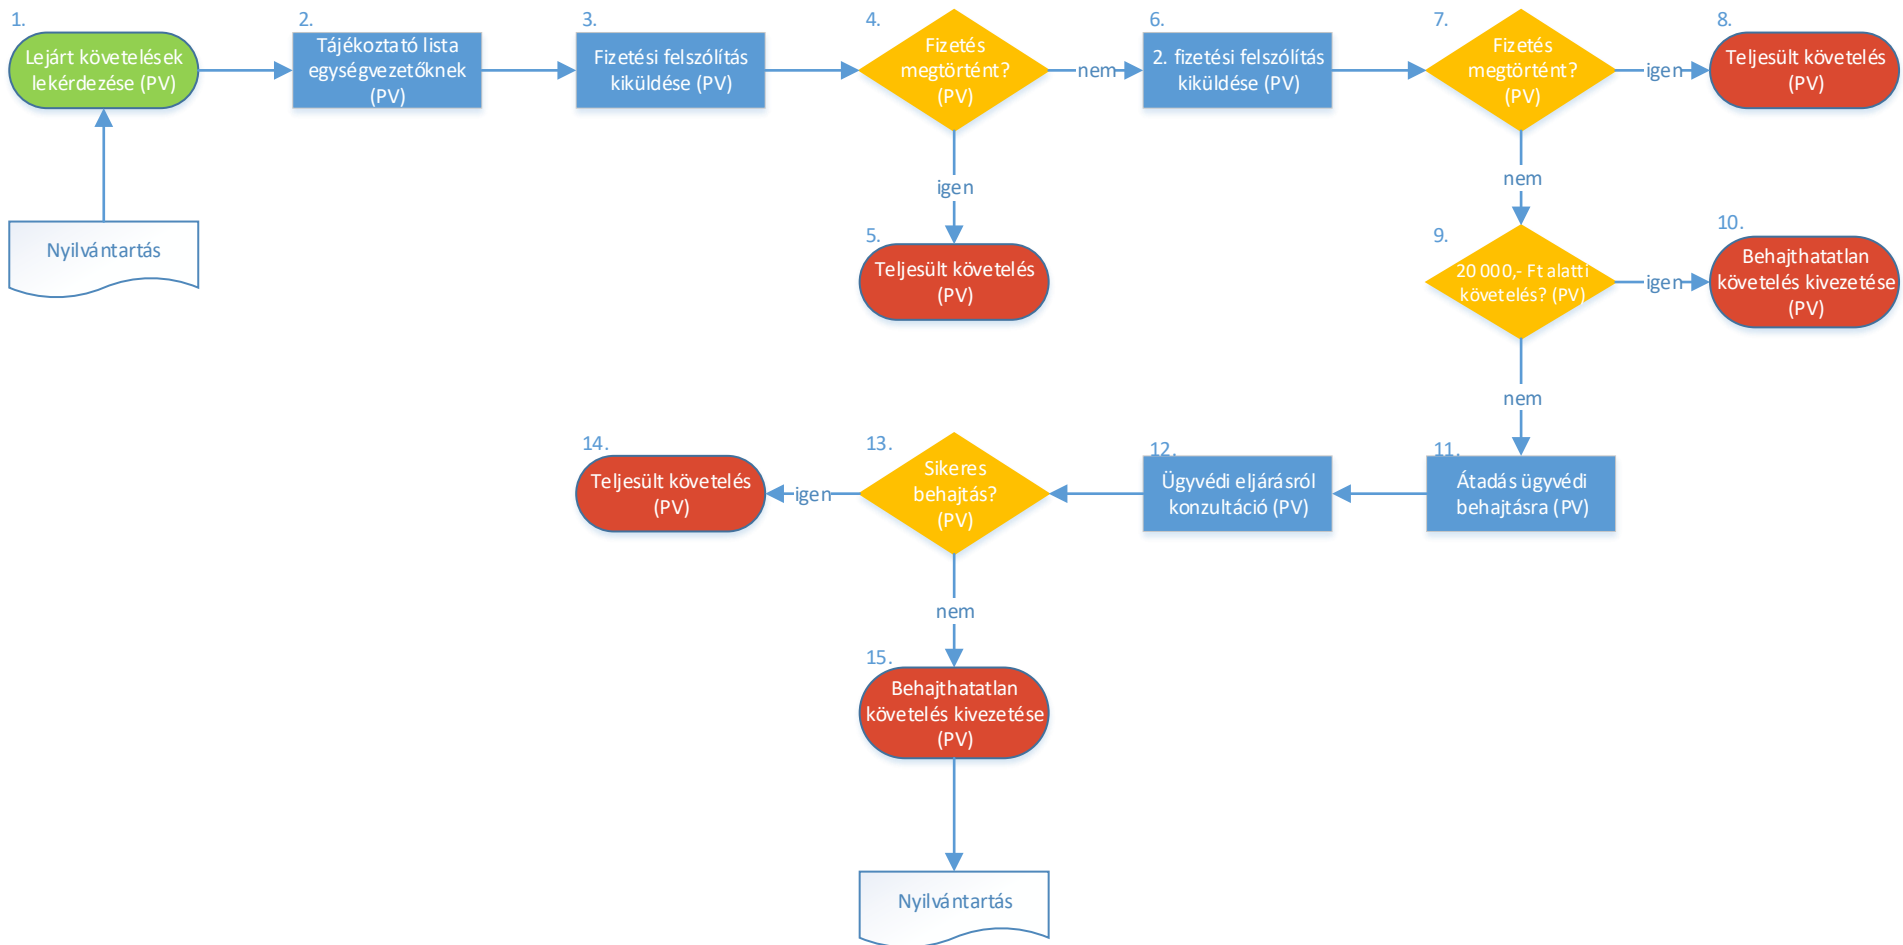 1.
Lejárt követelések
lekérdezése (PV)
2.
Tájékoztató lista
egységvezetőknek
(PV)
3.
Fizetési felszólítás
kiküldése (PV)
4.
Fizetés
megtörtént?
(PV)
nem
6.
2. fizetési felszólítás
kiküldése (PV)
7.
Fizetés
megtörtént?
(PV)
igen
8.
Teljesült követelés
(PV)
igen
nem
Nyilvántartás
5.
Teljesült követelés
(PV)
9.
20 000,- Ft alatti
követelés? (PV)
igen
10.
Behajthatatlan
követelés kivezetése
(PV)
nem
11.
Átadás ügyvédi
behajtásra (PV)
12.
Ügyvédi eljárásról
konzultáció (PV)
13.
Sikeres
behajtás?
(PV)
igen
14.
Teljesült követelés
(PV)
nem
15.
Behajthatatlan
követelés kivezetése
(PV)
Nyilvántartás